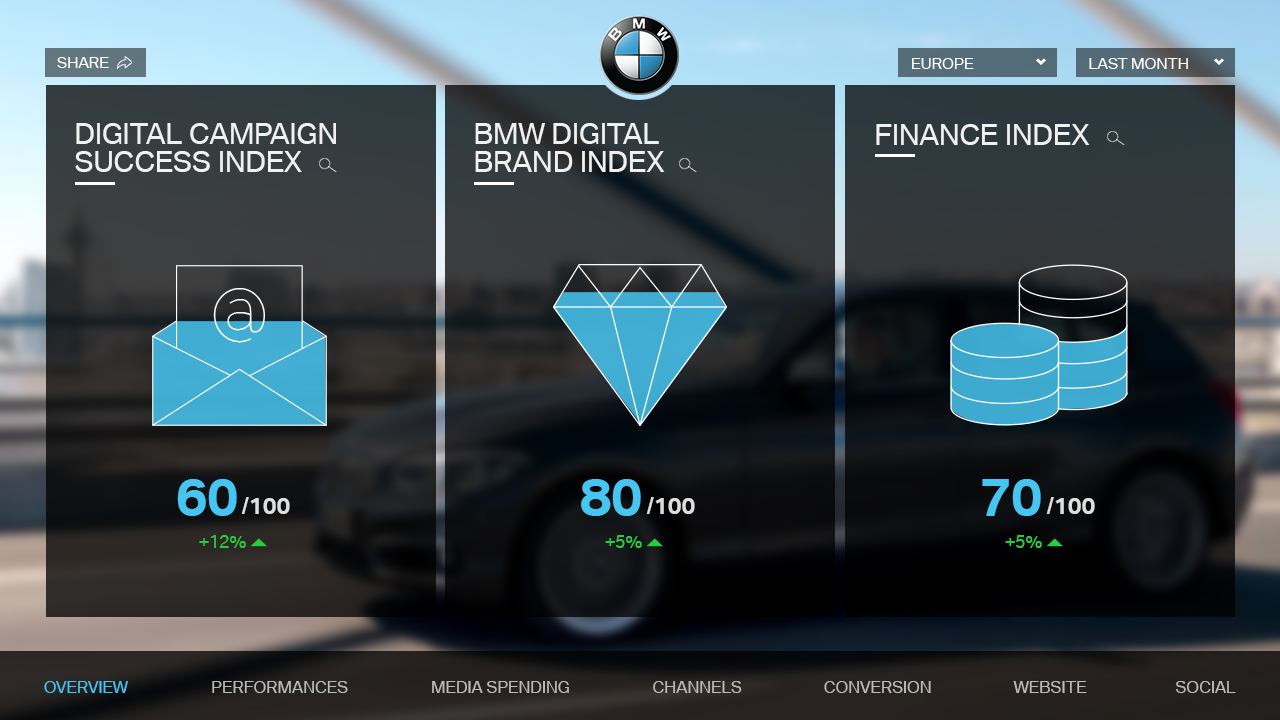 SHARE
BMW
EUROPE
LAST MONTH
DIGITAL CAMPAIGN
SUCCESS INDEX
BMW DIGITAL
BRAND INDEX
FINANCE INDEX
@
60 /100
+12%
80 /100
+5%
70 /100
+5%
OVERVIEW
PERFORMANCES
MEDIA SPENDING
CHANNELS
CONVERSION
WEBSITE
SOCIAL